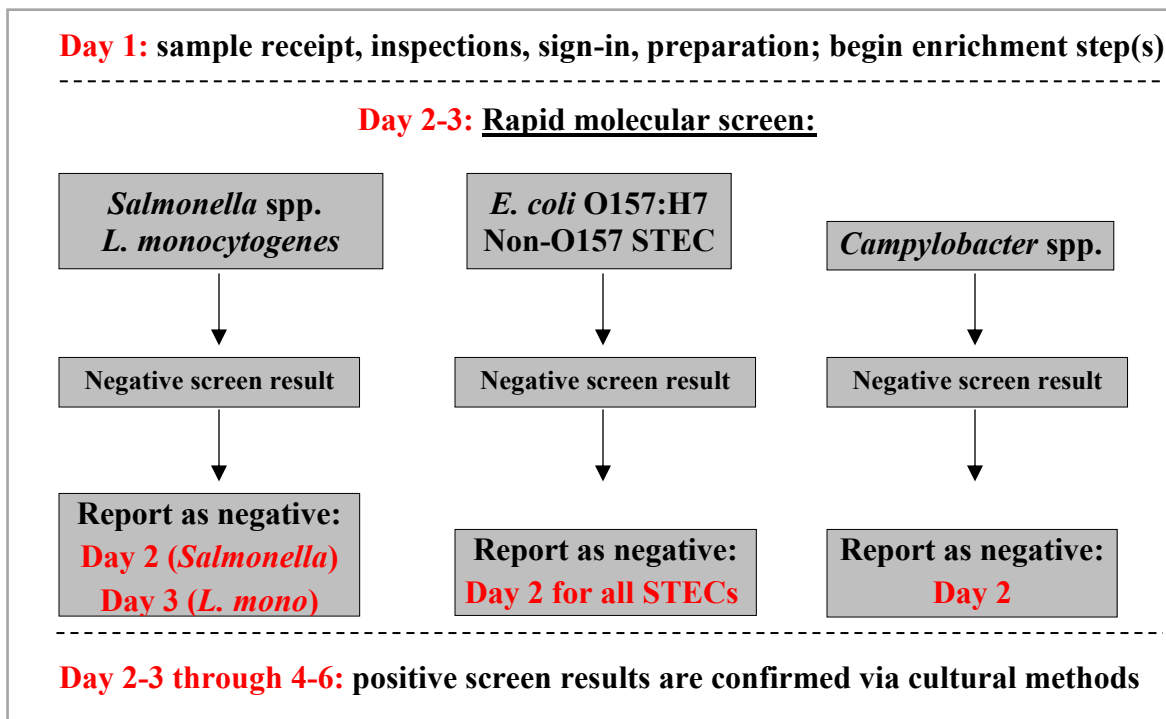 Day 1: sample receipt, inspections, sign-in, preparation; begin enrichment step(s)
Day 2-3: Rapid molecular screen:
Salmonella spp.
L. monocytogenes
E. coli O157:H7
Non-O157 STEC
Campylobacter spp.
Negative screen result
Negative screen result
Negative screen result
Report as negative:
Day 2 (Salmonella)
Day 3 (L. mono)
Report as negative:
Day 2 for all STECs
Report as negative:
Day 2
Day 2-3 through 4-6: positive screen results are confirmed via cultural methods